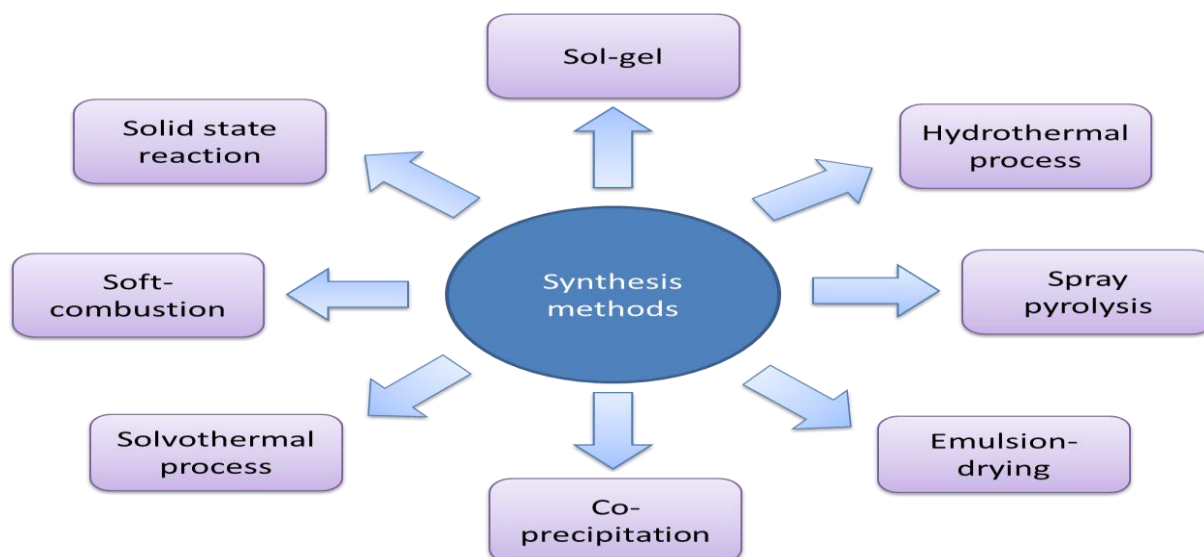 Sol-gel
Solid state
reaction
Hydrothermal
process
Soft-
combustion
Synthesis
methods
Spray
pyrolysis
Solvothermal
process
Emulsion-
drying
Co-
precipitation